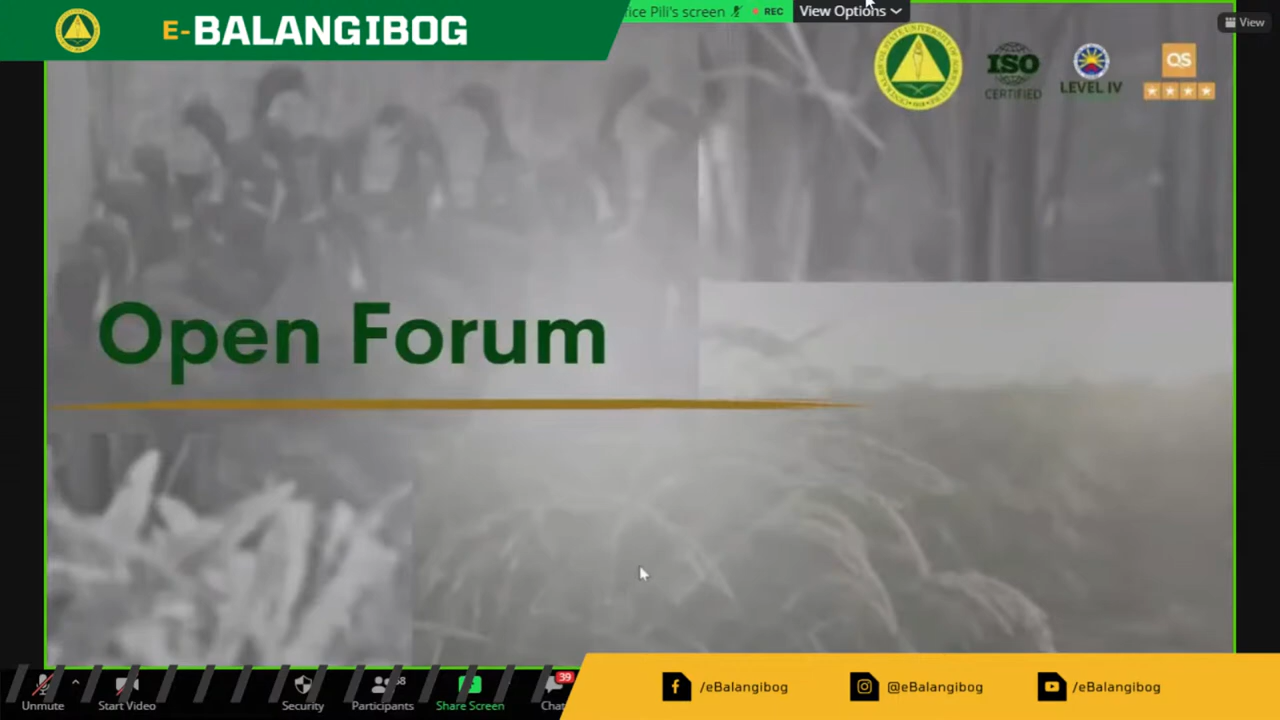 E-BALANGIBOG
rice Pili's screen
REC
View Options
View
ISO
CERTIFIED
LEVEL IV
QS
Open Forum
Unmute
Start Video
Security
Participants
Share Screen
39
Chat
/eBalangibog
@eBalangibog
/eBalangibog